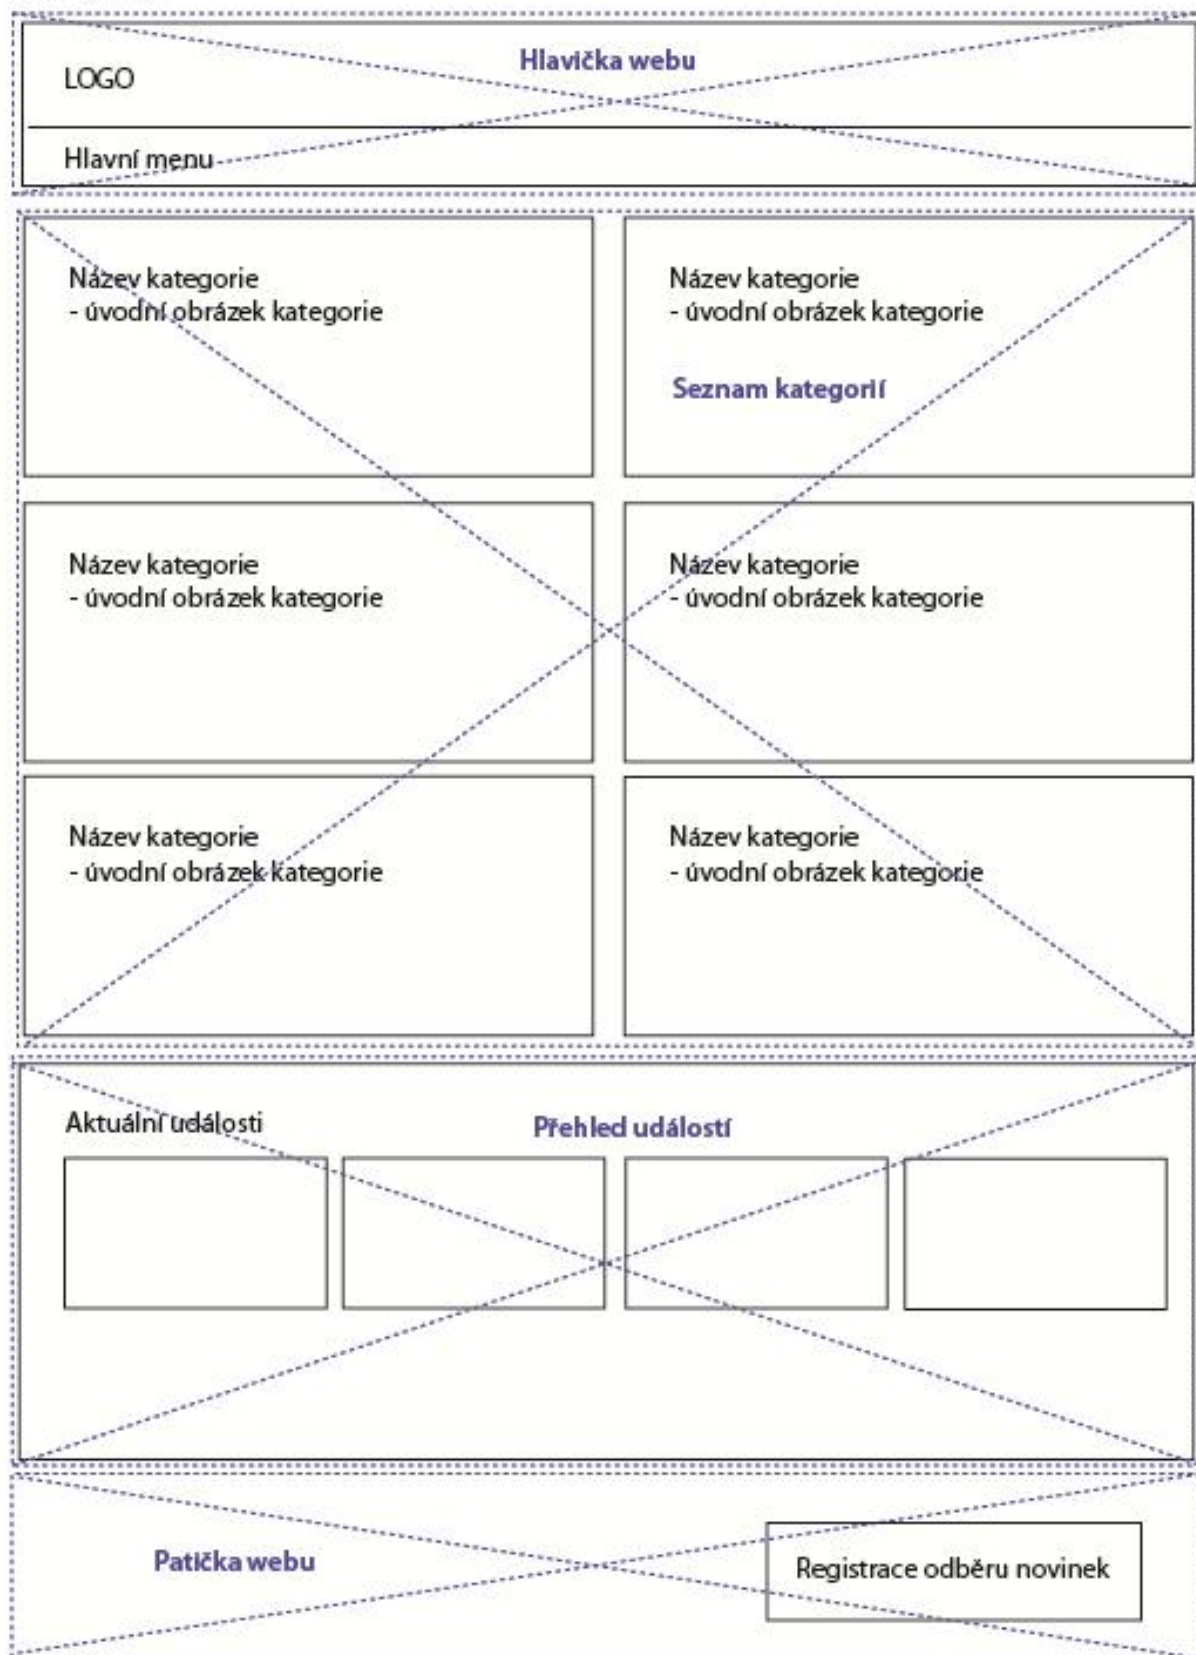 Hlavička webu
LOGO
Hlavní menu
Název kategorie
- úvodní obrázek kategorie
Název kategorie
- úvodní obrázek kategorie
Seznam kategorií
Název kategorie
- úvodní obrázek kategorie
Název kategorie
- úvodní obrázek kategorie
Název kategorie
- úvodní obrázek kategorie
Název kategorie
- úvodní obrázek kategorie
Aktuální události
Přehled událostí
Patička webu
Registrace odběru novinek